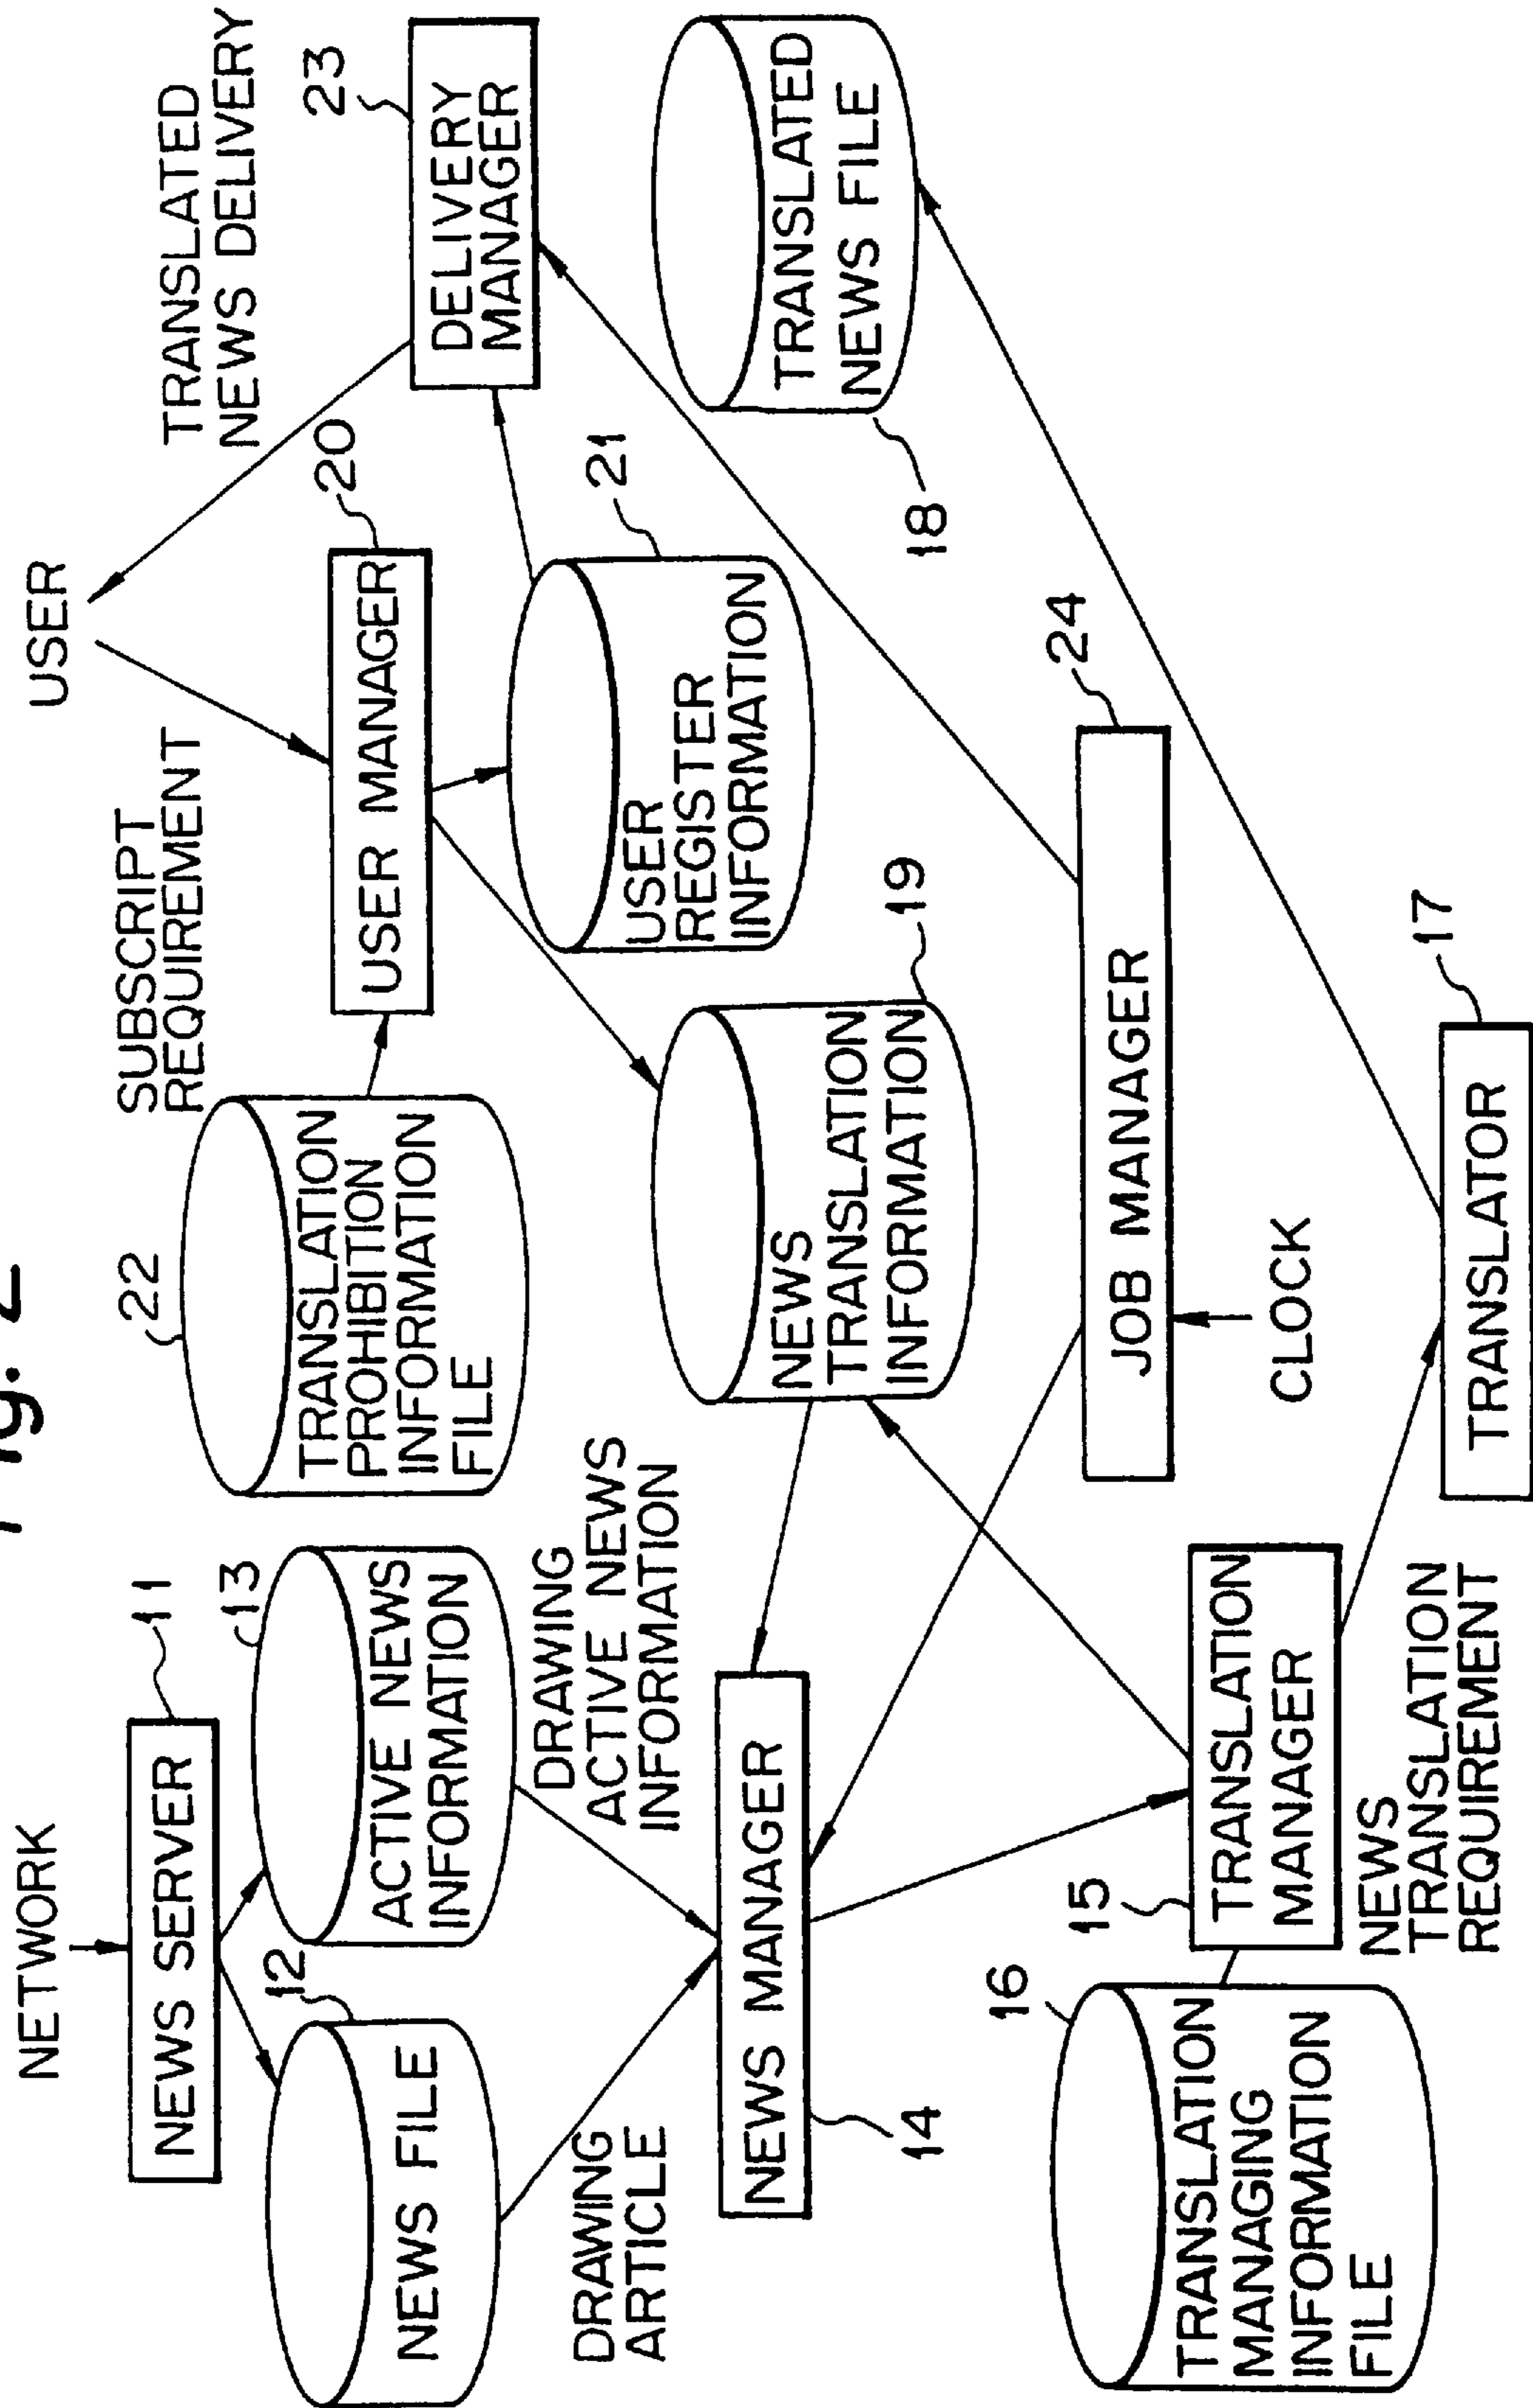 Fig. 2
NETWORK
NEWS SERVER
11
12
NEWS FILE
13
ACTIVE NEWS
INFORMATION
DRAWING
ARTICLE
DRAWING
ACTIVE NEWS
INFORMATION
NEWS MANAGER
14
15
TRANSLATION
MANAGER
16
TRANSLATION
MANAGING
INFORMATION
FILE
NEWS
TRANSLATION
REQUIREMENT
22
TRANSLATION
PROHIBITION
INFORMATION
FILE
SUBSCRIPT
REQUIREMENT
USER
USER MANAGER
20
21
USER
REGISTER
INFORMATION
19
NEWS
TRANSLATION
INFORMATION
24
JOB MANAGER
CLOCK
17
TRANSLATOR
TRANSLATED
NEWS DELIVERY
23
DELIVERY
MANAGER
TRANSLATED
NEWS FILE
18